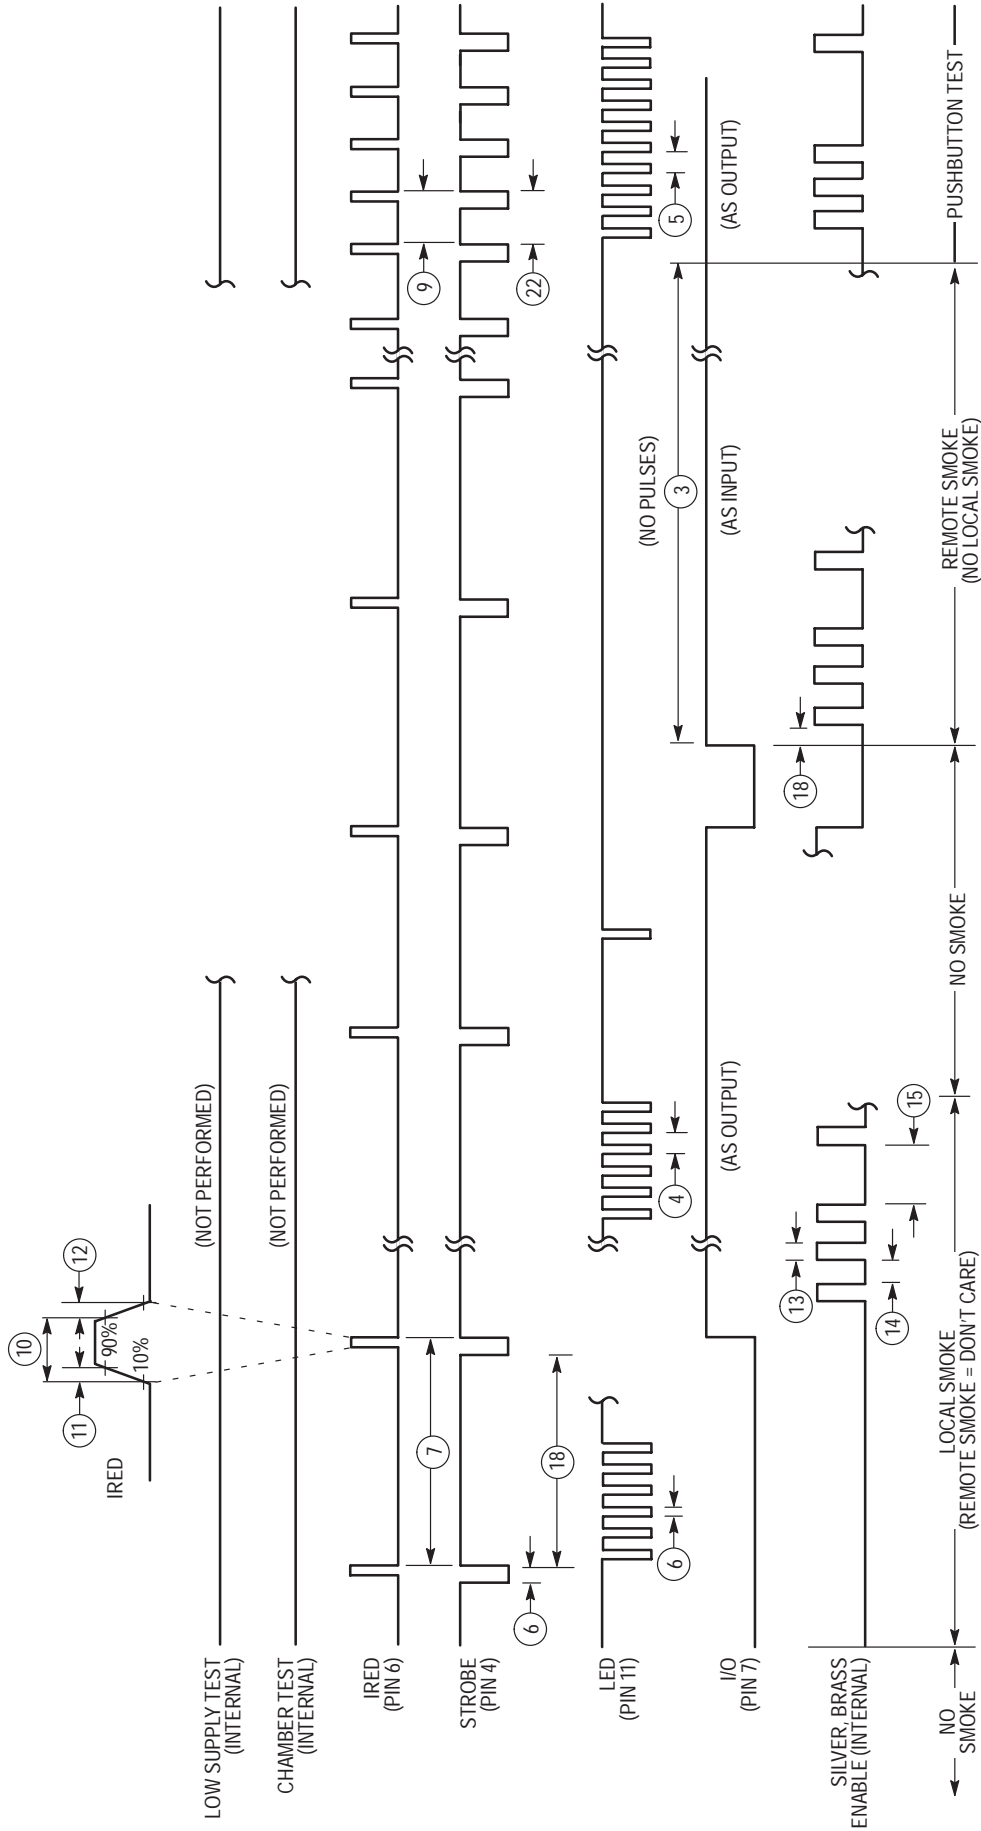 IRED
11
10
12
90%
10%
LOW SUPPLY TEST
(INTERNAL)
(NOT PERFORMED)
CHAMBER TEST
(INTERNAL)
(NOT PERFORMED)
IRED
(PIN 6)
7
9
STROBE
(PIN 4)
6
18
22
LED
(PIN 11)
6
4
(NO PULSES)
5
3
I/O
(PIN 7)
(AS OUTPUT)
(AS INPUT)
(AS OUTPUT)
SILVER, BRASS
ENABLE (INTERNAL)
13
14
15
18
NO
SMOKE
LOCAL SMOKE
(REMOTE SMOKE = DON'T CARE)
NO SMOKE
REMOTE SMOKE
(NO LOCAL SMOKE)
PUSHBUTTON TEST